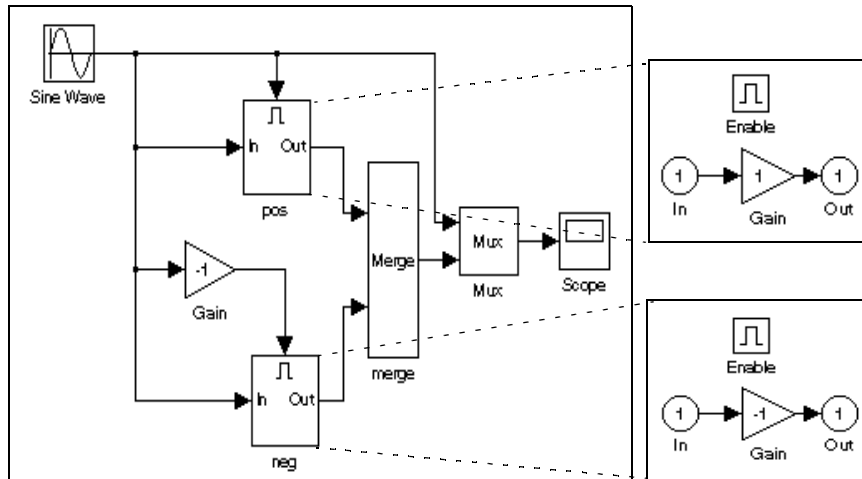 Sine Wave
In Out
pos
-1
Gain
In Out
neg
Merge
merge
Mux
Mux
Scope
Enable
1
1
1
In
Gain
Out
Enable
1
-1
1
In
Gain
Out